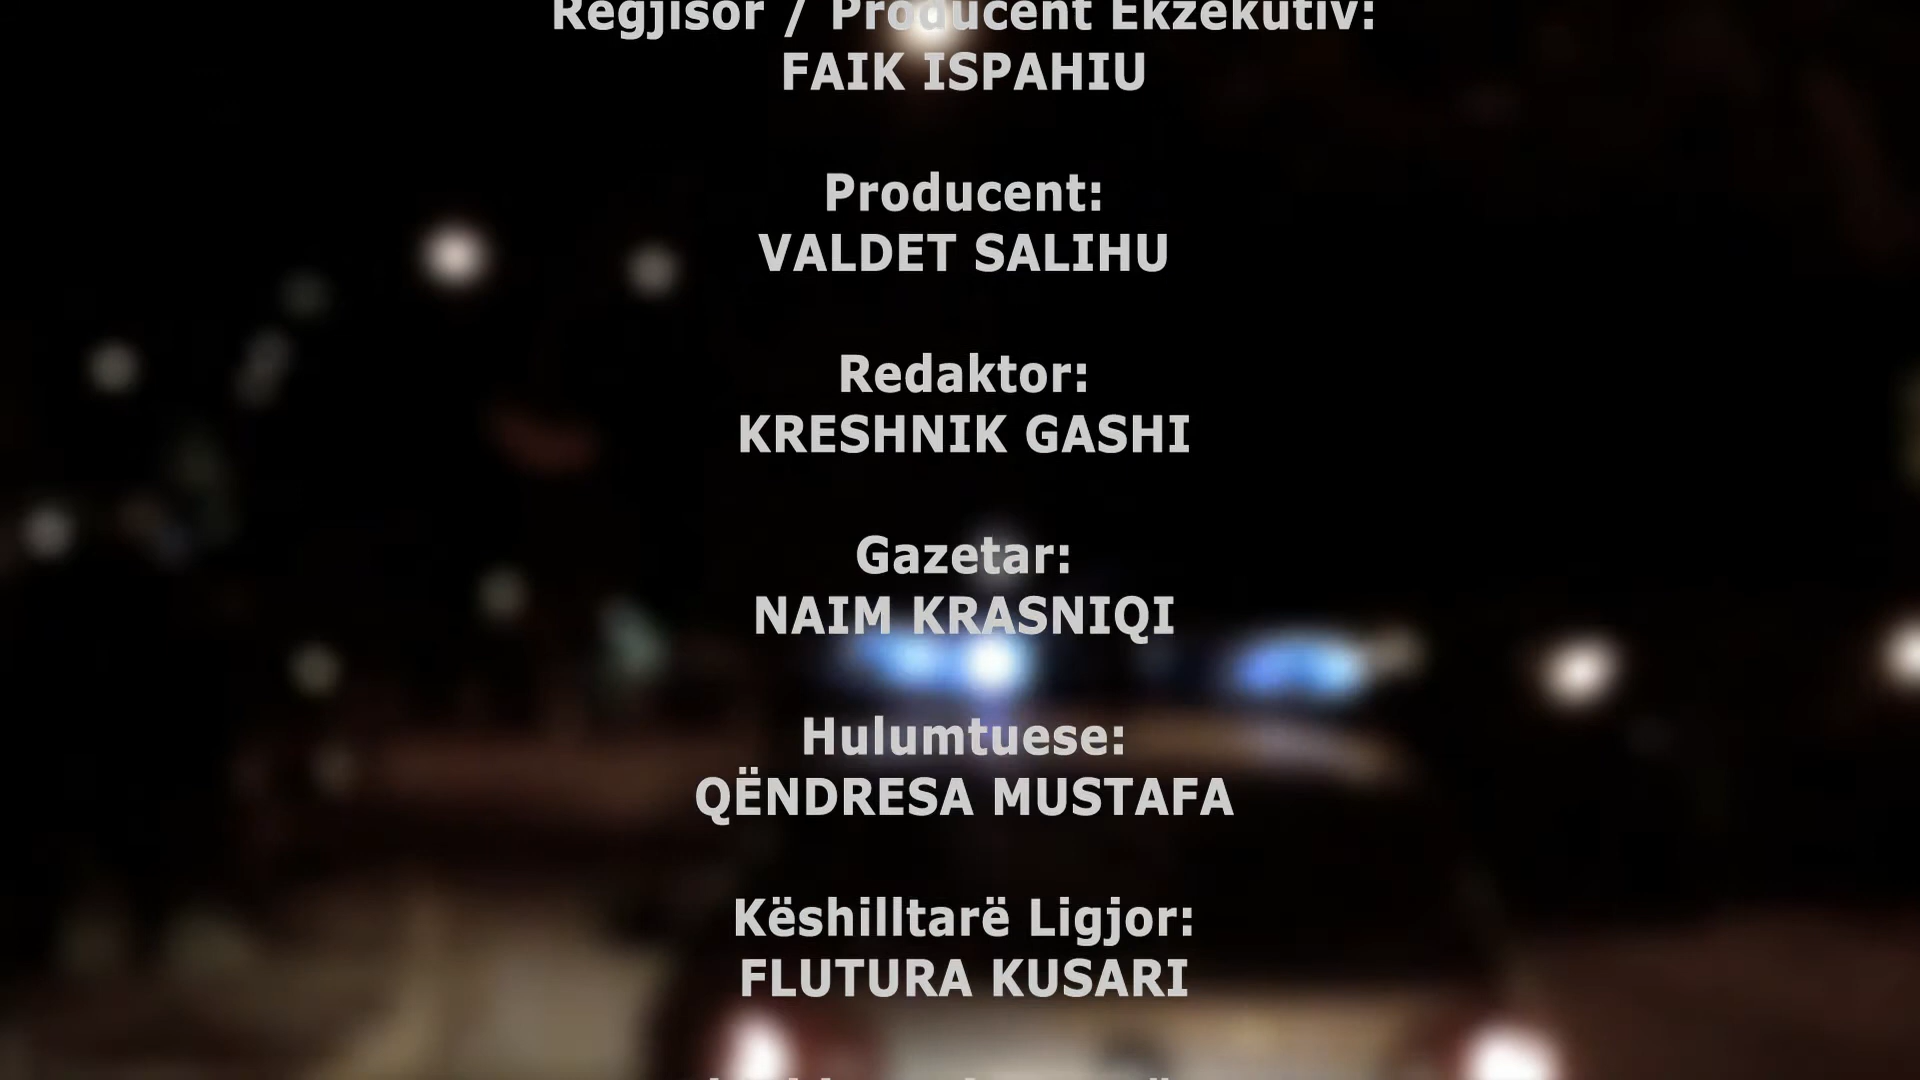 Regjisor / Producent Ekzekutiv:
FAIK ISPAHIU
Producent:
VALDET SALIHU
Redaktor:
KRESHNIK GASHI
Gazetar:
NAIM KRASNIQI
Hulumtuese:
QËNDRESA MUSTAFA
Këshilltarë Ligjor:
FLUTURA KUSARI